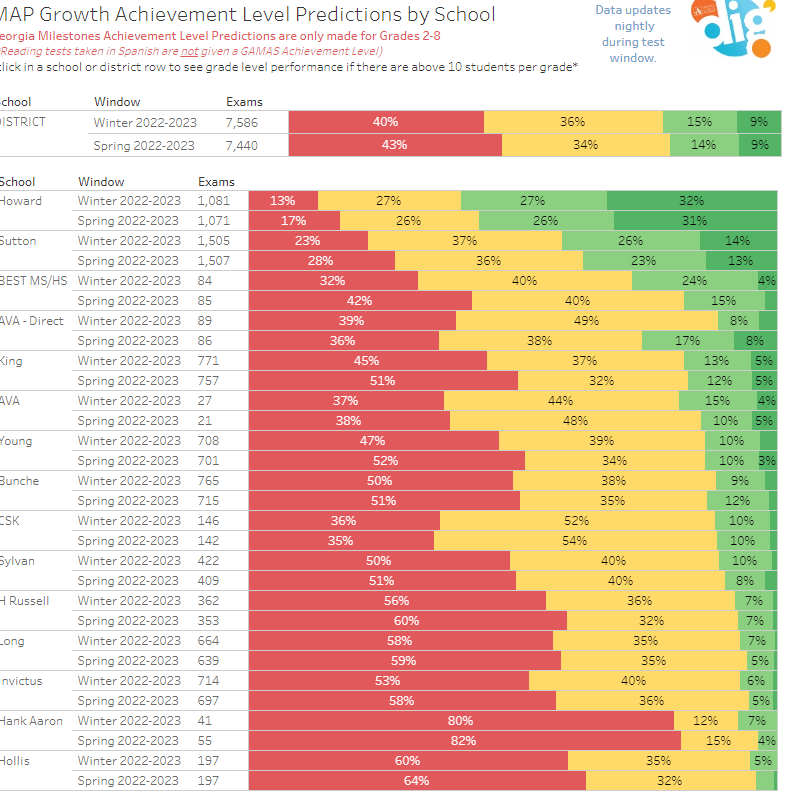 MAP Growth Achievement Level Predictions by School
eorgia Milestones Achievement Level Predictions are only made for Grades 2-8
Reading tests taken in Spanish are not given a GAMAS Achievement Level)
click in a school or district row to see grade level performance if there are above 10 students per grade*
Data updates
nightly
during test
window.
dig
School Window Exams
DISTRICT Winter 2022-2023 7,586 40% 36% 15% 9%
Spring 2022-2023 7,440 43% 34% 14% 9%
School Window Exams
Howard Winter 2022-2023 1,081 13% 27% 27% 32%
Spring 2022-2023 1,071 17% 26% 26% 31%
Sutton Winter 2022-2023 1,505 23% 37% 26% 14%
Spring 2022-2023 1,507 28% 36% 23% 13%
BEST MS/HS Winter 2022-2023 84 32% 40% 24% 4%
Spring 2022-2023 85 42% 40% 15%
AVA - Direct Winter 2022-2023 89 39% 49% 8%
Spring 2022-2023 86 36% 38% 17% 8%
King Winter 2022-2023 771 45% 37% 13% 5%
Spring 2022-2023 757 51% 32% 12% 5%
AVA Winter 2022-2023 27 37% 44% 15% 4%
Spring 2022-2023 21 38% 48% 10% 5%
Young Winter 2022-2023 708 47% 39% 10%
Spring 2022-2023 701 52% 34% 10% 3%
Bunche Winter 2022-2023 765 50% 38% 9%
Spring 2022-2023 715 51% 35% 12%
CSK Winter 2022-2023 146 36% 52% 10%
Spring 2022-2023 142 35% 54% 10%
Sylvan Winter 2022-2023 422 50% 40% 10%
Spring 2022-2023 409 51% 40% 8%
H Russell Winter 2022-2023 362 56% 36% 7%
Spring 2022-2023 353 60% 32% 7%
Long Winter 2022-2023 664 58% 35% 7%
Spring 2022-2023 639 59% 35% 5%
Invictus Winter 2022-2023 714 53% 40% 6%
Spring 2022-2023 697 58% 36% 5%
Hank Aaron Winter 2022-2023 41 80% 12% 7%
Spring 2022-2023 55 82% 15% 4%
Hollis Winter 2022-2023 197 60% 35% 5%
Spring 2022-2023 197 64% 32%